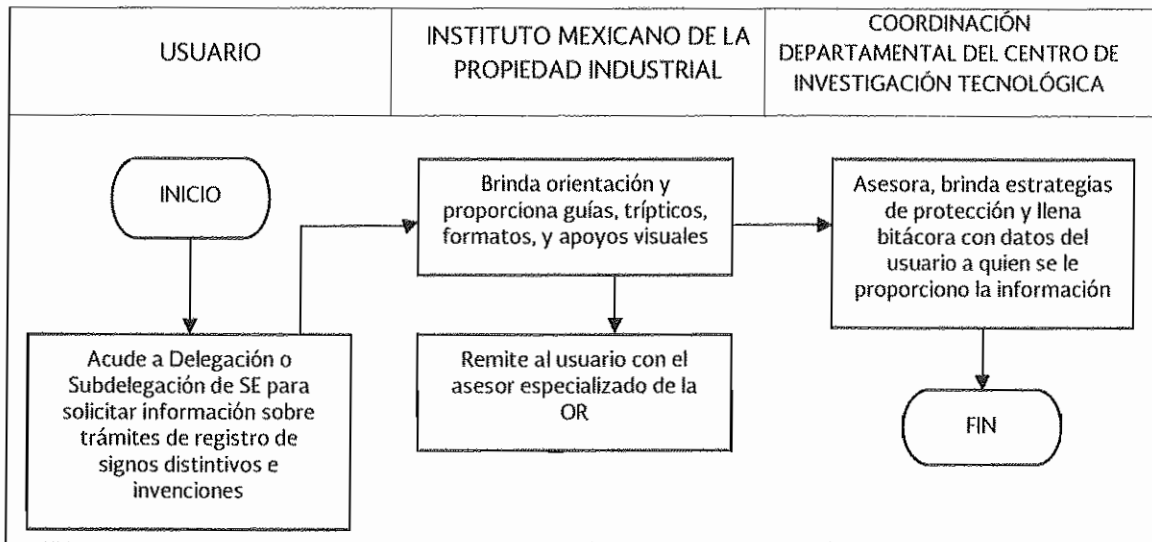 USUARIO
INSTITUTO MEXICANO DE LA
PROPIEDAD INDUSTRIAL
COORDINACIÓN
DEPARTAMENTAL DEL CENTRO DE
INVESTIGACIÓN TECNOLÓGICA
INICIO
Acude a Delegación o
Subdelegación de SE para
solicitar información sobre
trámites de registro de
signos distintivos e
invenciones
Brinda orientación y
proporciona guías, trípticos,
formatos, y apoyos visuales
Remite al usuario con el
asesor especializado de la
OR
Asesora, brinda estrategias
de protección y llena
bitácora con datos del
usuario a quien se le
proporciono la información
FIN